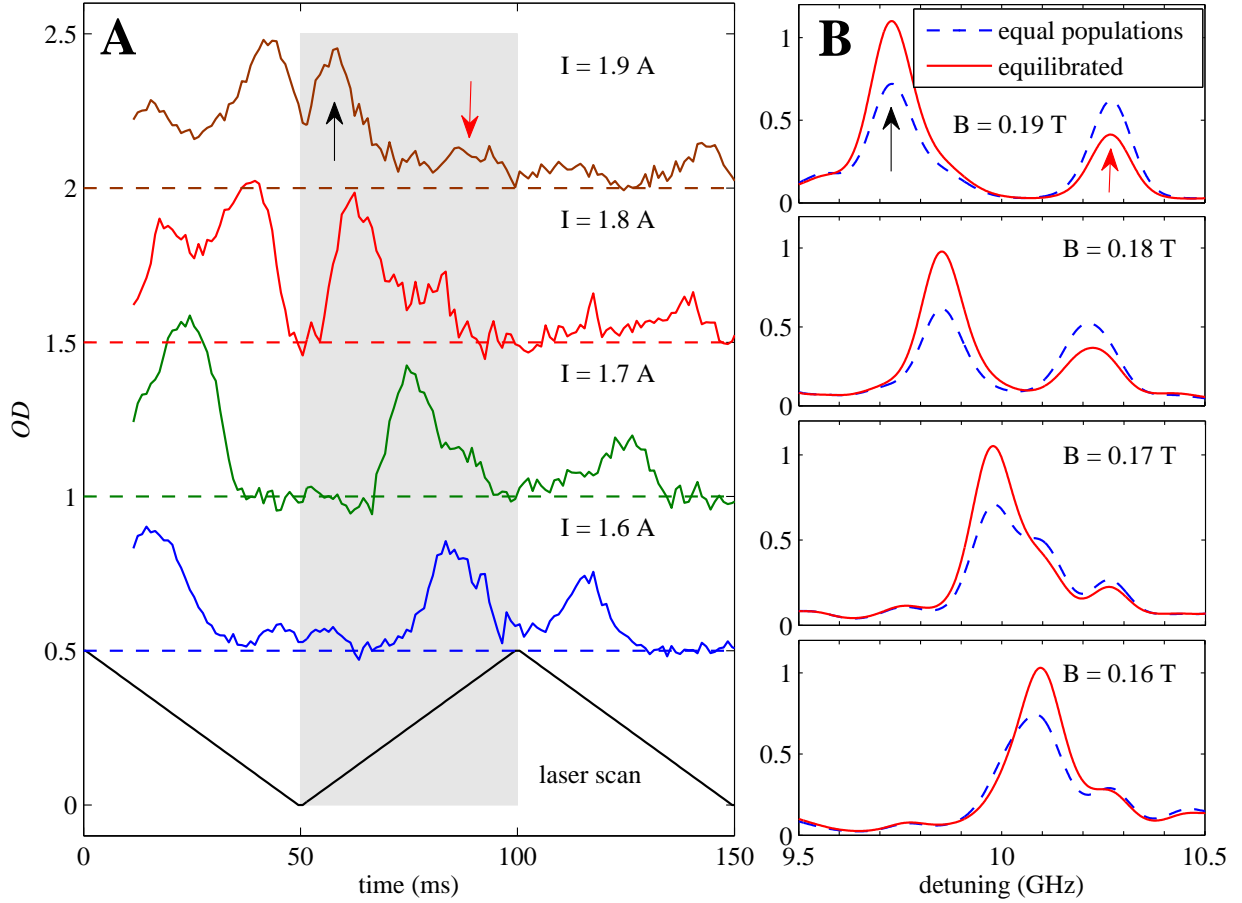 A
2.5
2
1.5
1
0.5
0
OD
I = 1.9 A
I = 1.8 A
I = 1.7 A
I = 1.6 A
laser scan
0
50
100
150
time (ms)
B
equal populations
equilibrated
1
0.5
0
B = 0.19 T
1
0.5
0
B = 0.18 T
1
0.5
0
B = 0.17 T
1
0.5
0
B = 0.16 T
9.5
10
10.5
detuning (GHz)